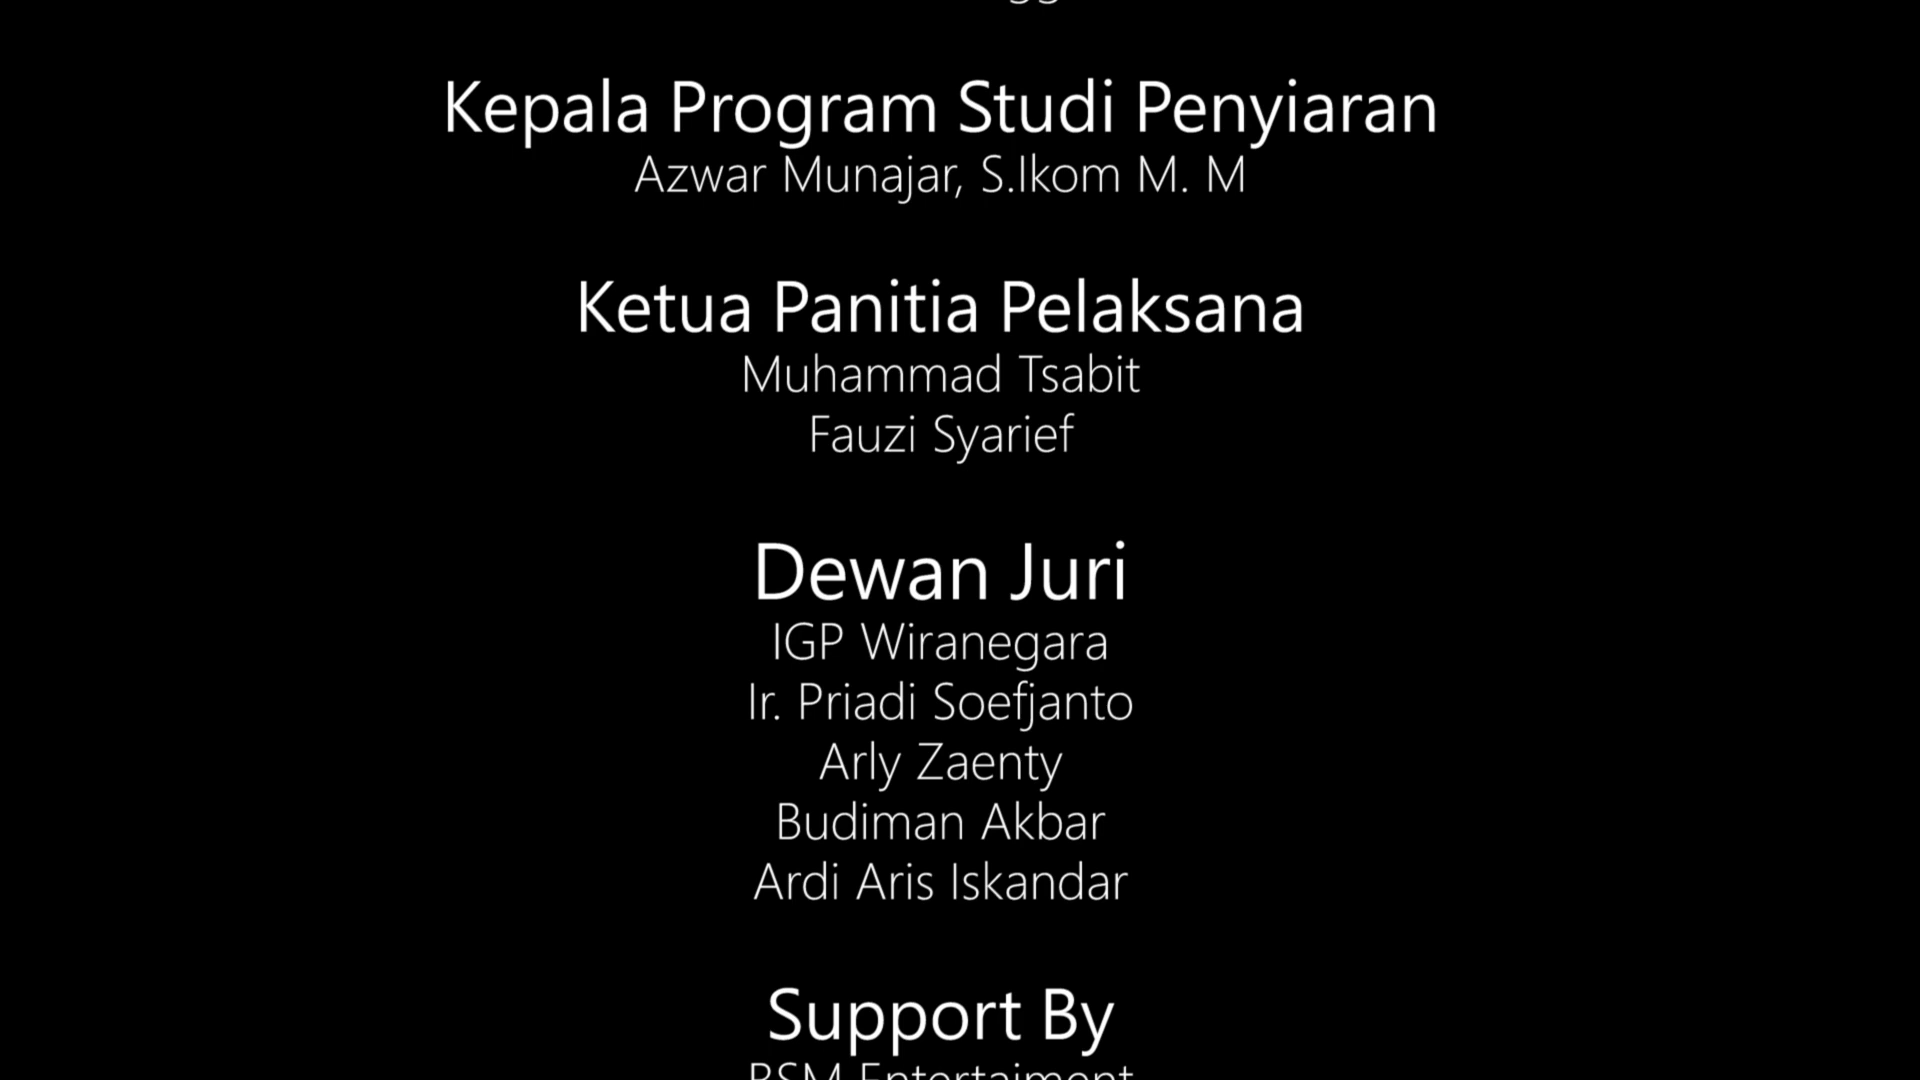 Kepala Program Studi Penyiaran
Azwar Munajar, S.Ikom M. M
Ketua Panitia Pelaksana
Muhammad Tsabit
Fauzi Syarief
Dewan Juri
IGP Wiranegara
Ir. Priadi Soefjanto
Arly Zaenty
Budiman Akbar
Ardi Aris Iskandar
Support By
Entertaiment